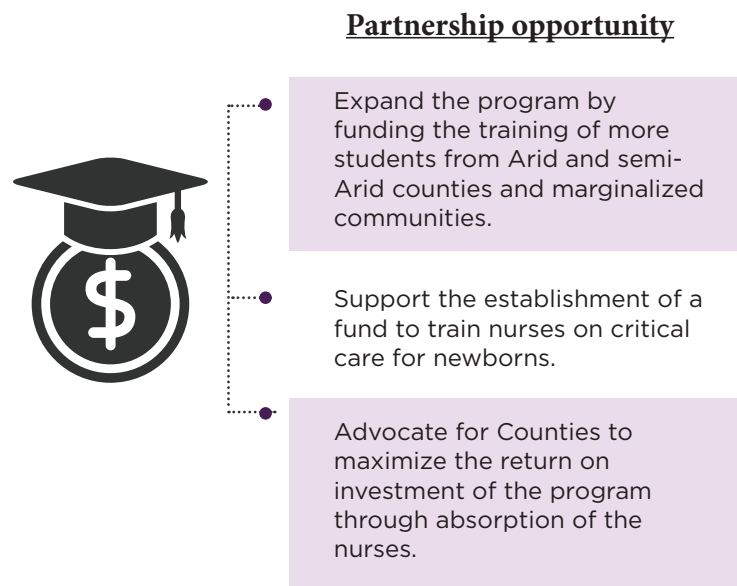 Partnership opportunity
Expand the program by
funding the training of more
students from Arid and semi-
Arid counties and marginalized
communities.
Support the establishment of a
fund to train nurses on critical
care for newborns.
Advocate for Counties to
maximize the return on
investment of the program
through absorption of the
nurses.
$